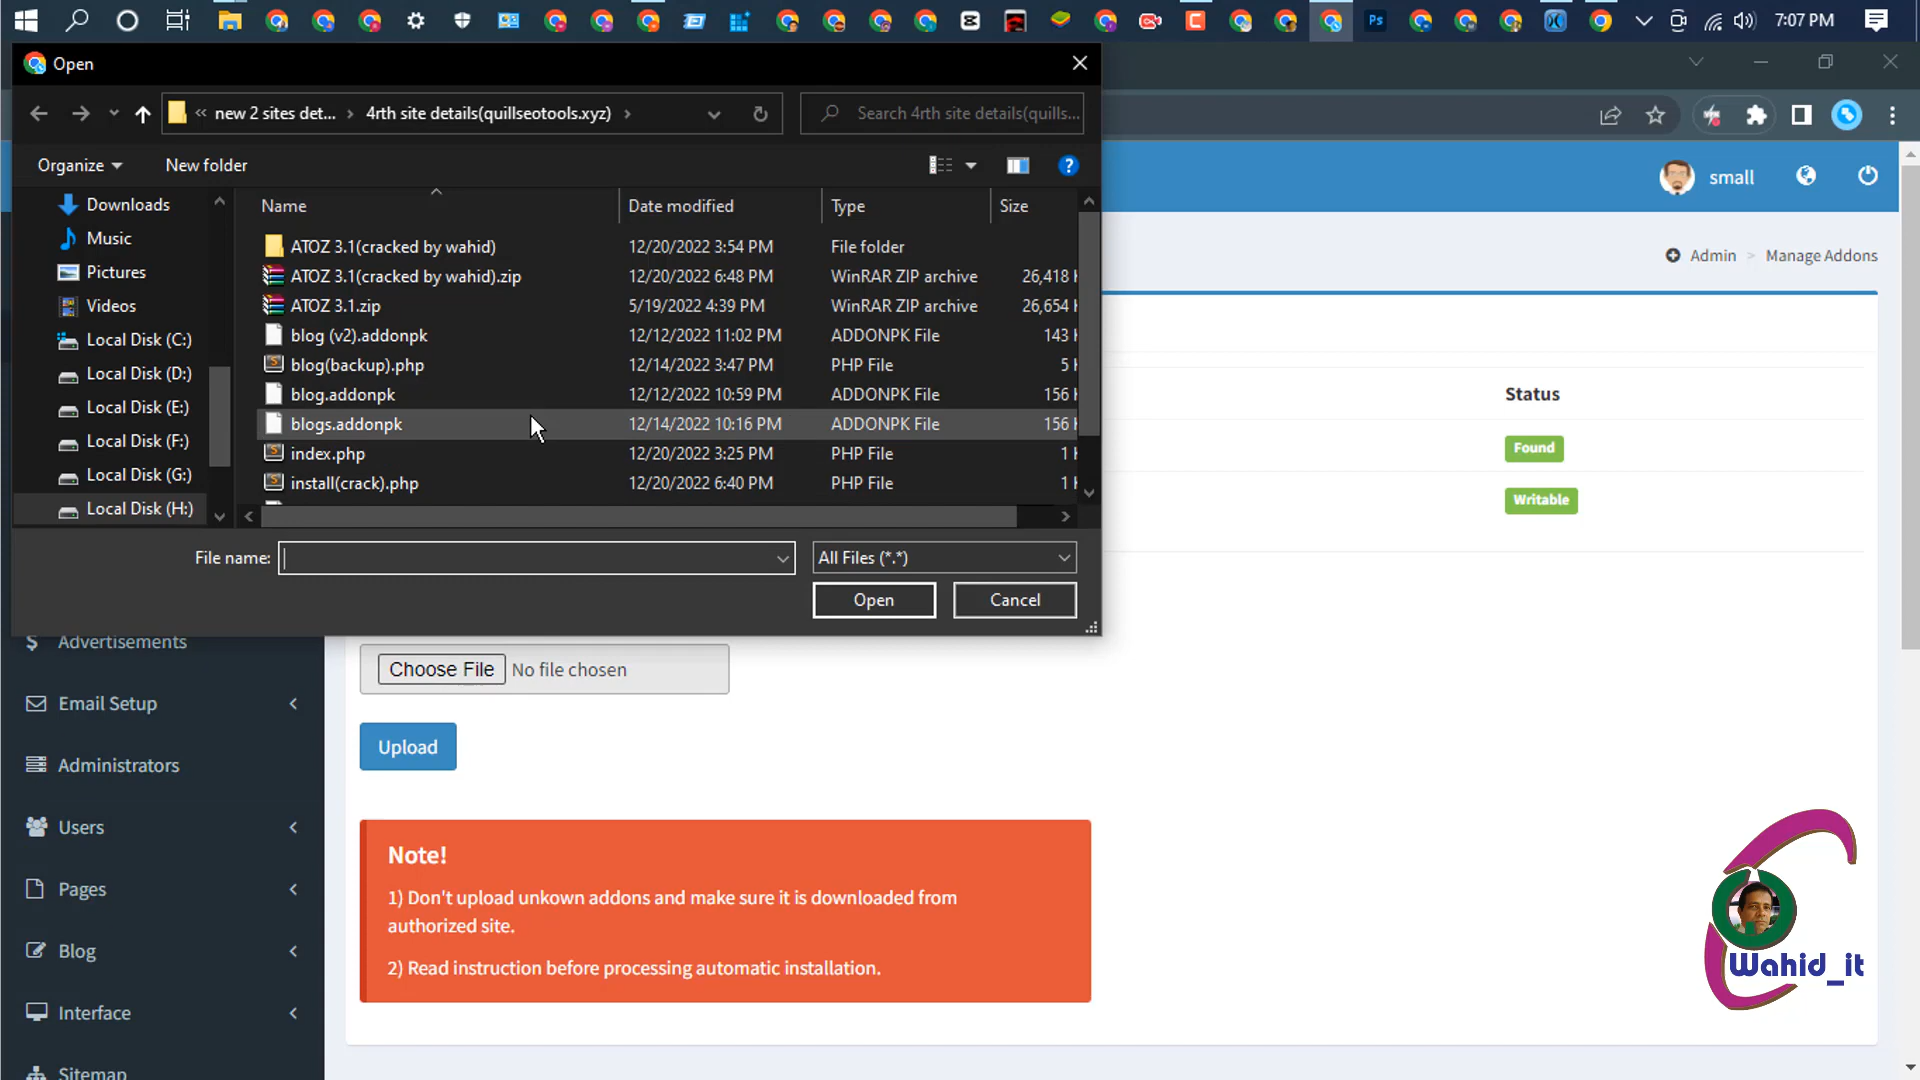 7:07 PM
Open
« new 2 sites det... > 4rth site details(quillseotools.xyz) >
Search 4rth site details(quills...
Organize
New folder
Downloads
Music
Pictures
Videos
Local Disk (C:)
Local Disk (D:)
Local Disk (E:)
Local Disk (F:)
Local Disk (G:)
Local Disk (H:)
Name Date modified Type Size
ATOZ 3.1(cracked by wahid) 12/20/2022 3:54 PM File folder
ATOZ 3.1(cracked by wahid).zip 12/20/2022 6:48 PM WinRAR ZIP archive 26,418
ATOZ 3.1.zip 5/19/2022 4:39 PM WinRAR ZIP archive 26,654
blog (v2).addonpk 12/12/2022 11:02 PM ADDONPK File 143
blog(backup).php 12/14/2022 3:47 PM PHP File 5
blog.addonpk 12/12/2022 10:59 PM ADDONPK File 156
blogs.addonpk 12/14/2022 10:16 PM ADDONPK File 156
index.php 12/20/2022 3:25 PM PHP File 1
install(crack).php 12/20/2022 6:40 PM PHP File 1
File name:
All Files (*.*)
Open
Cancel
small
Admin > Manage Addons
Status
Found
Writable
Advertisements
Email Setup
Administrators
Users
Pages
Blog
Interface
Sitemap
Choose File No file chosen
Upload
Note!
1) Don't upload unkown addons and make sure it is downloaded from
authorized site.
2) Read instruction before processing automatic installation.
Wahid_it